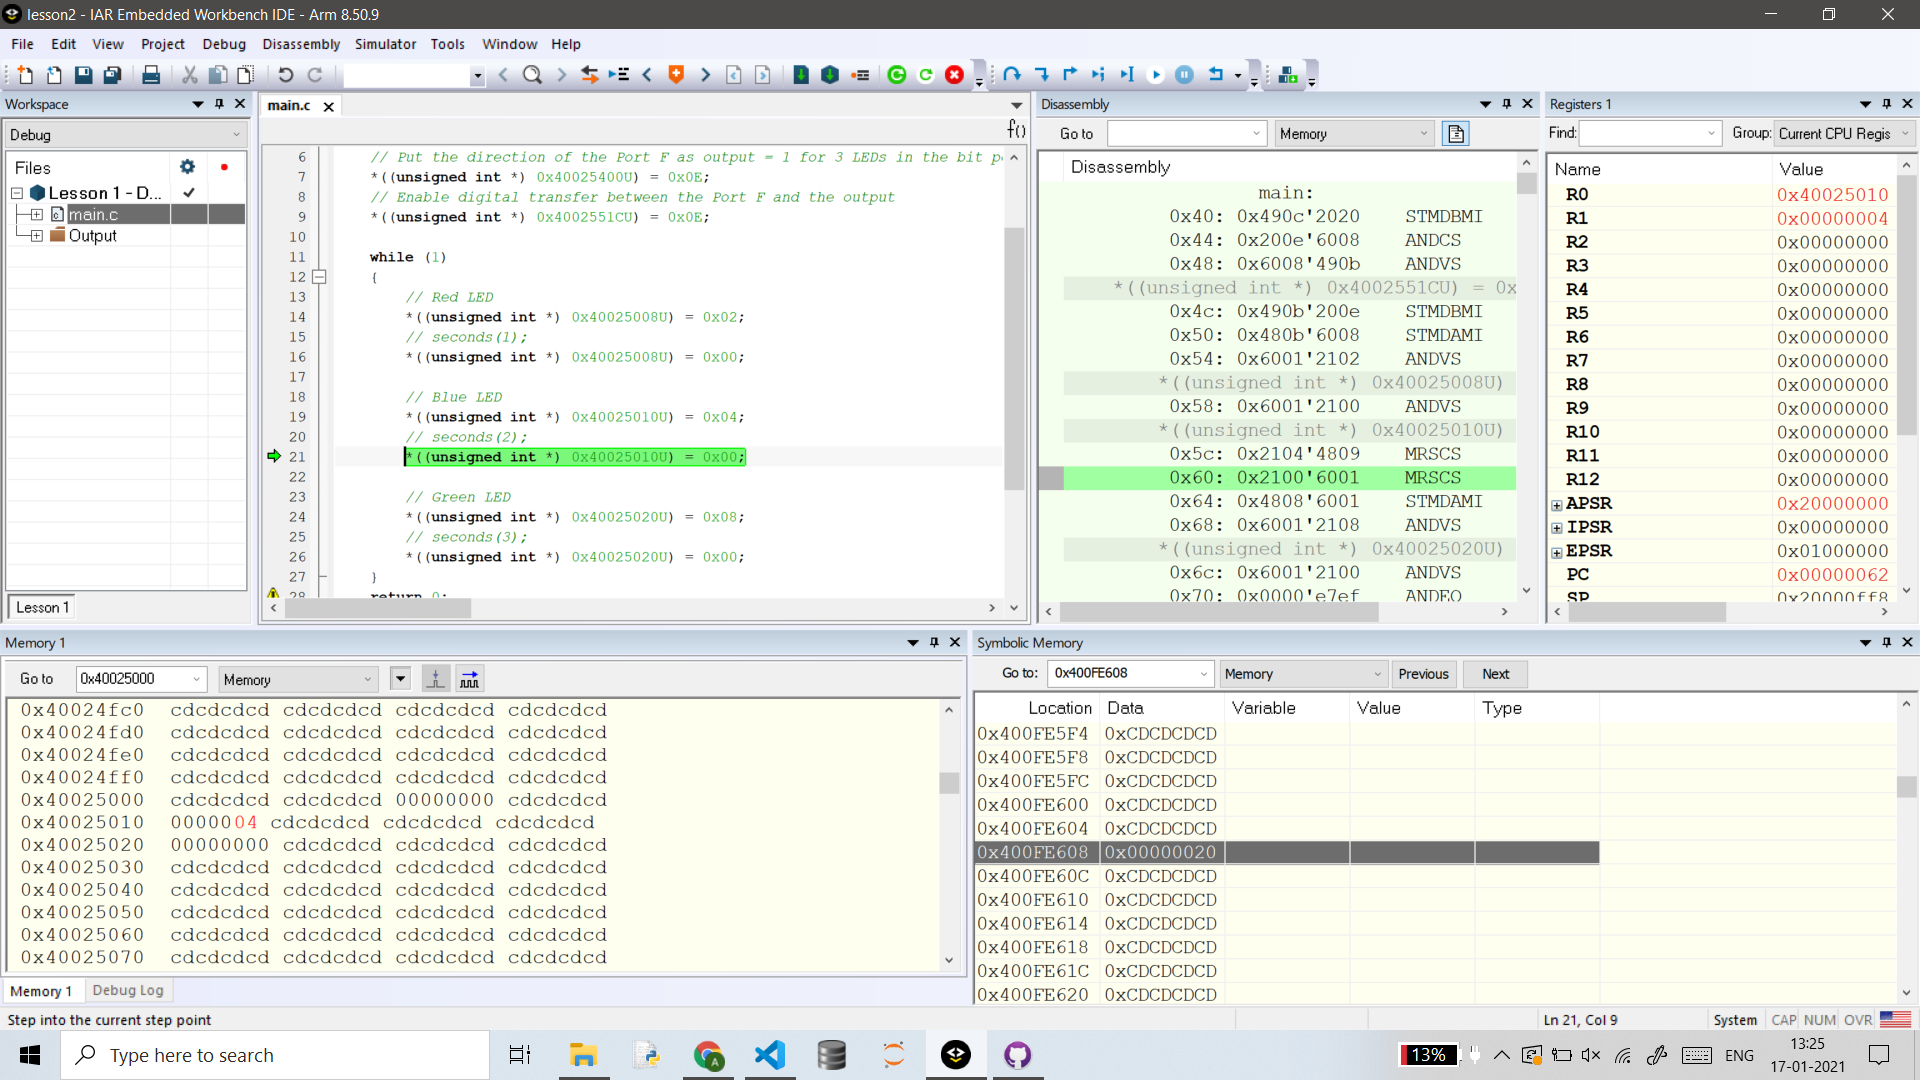 lesson2 - IAR Embedded Workbench IDE - Arm 8.50.9
File Edit View Project Debug Disassembly Simulator Tools Window Help
Workspace
Debug
Files
Lesson 1 - D...
main.c
Output
Lesson 1
main.c
f()
6 // Put the direction of the Port F as output = 1 for 3 LEDs in the bit p
7 *((unsigned int *) 0x40025400U) = 0x0E;
8 // Enable digital transfer between the Port F and the output
9 *((unsigned int *) 0x4002551CU) = 0x0E;
10
11 while (1)
12 {
13 // Red LED
14 *((unsigned int *) 0x40025008U) = 0x02;
15 // seconds(1);
16 *((unsigned int *) 0x40025008U) = 0x00;
17
18 // Blue LED
19 *((unsigned int *) 0x40025010U) = 0x04;
20 // seconds(2);
21 *((unsigned int *) 0x40025010U) = 0x00;
22
23 // Green LED
24 *((unsigned int *) 0x40025020U) = 0x08;
25 // seconds(3);
26 *((unsigned int *) 0x40025020U) = 0x00;
27 }
28 return 0;
Disassembly
Go to Memory
Disassembly
main:
0x40: 0x490c'2020 STMDBMI
0x44: 0x200e'6008 ANDCS
0x48: 0x6008'490b ANDVS
*((unsigned int *) 0x4002551CU) = 0x
0x4c: 0x490b'200e STMDBMI
0x50: 0x480b'6008 STMDAMI
0x54: 0x6001'2102 ANDVS
*((unsigned int *) 0x40025008U)
0x58: 0x6001'2100 ANDVS
*((unsigned int *) 0x40025010U)
0x5c: 0x2104'4809 MRSCS
0x60: 0x2100'6001 MRSCS
0x64: 0x4808'6001 STMDAMI
0x68: 0x6001'2108 ANDVS
*((unsigned int *) 0x40025020U)
0x6c: 0x6001'2100 ANDVS
0x70: 0x0000'e7ef ANDEQ
Registers 1
Find: Group: Current CPU Regis
Name Value
R0 0x40025010
R1 0x00000004
R2 0x00000000
R3 0x00000000
R4 0x00000000
R5 0x00000000
R6 0x00000000
R7 0x00000000
R8 0x00000000
R9 0x00000000
R10 0x00000000
R11 0x00000000
R12 0x00000000
APSR 0x20000000
IPSR 0x00000000
EPSR 0x01000000
PC 0x00000062
SP 0x20000ff8
Memory 1
Go to 0x40025000 Memory
0x40024fc0 cdcdcdcd cdcdcdcd cdcdcdcd cdcdcdcd
0x40024fd0 cdcdcdcd cdcdcdcd cdcdcdcd cdcdcdcd
0x40024fe0 cdcdcdcd cdcdcdcd cdcdcdcd cdcdcdcd
0x40024ff0 cdcdcdcd cdcdcdcd cdcdcdcd cdcdcdcd
0x40025000 cdcdcdcd cdcdcdcd 00000000 cdcdcdcd
0x40025010 00000004 cdcdcdcd cdcdcdcd cdcdcdcd
0x40025020 00000000 cdcdcdcd cdcdcdcd cdcdcdcd
0x40025030 cdcdcdcd cdcdcdcd cdcdcdcd cdcdcdcd
0x40025040 cdcdcdcd cdcdcdcd cdcdcdcd cdcdcdcd
0x40025050 cdcdcdcd cdcdcdcd cdcdcdcd cdcdcdcd
0x40025060 cdcdcdcd cdcdcdcd cdcdcdcd cdcdcdcd
0x40025070 cdcdcdcd cdcdcdcd cdcdcdcd cdcdcdcd
Memory 1 Debug Log
Symbolic Memory
Go to: 0x400FE608 Memory Previous Next
Location Data Variable Value Type
0x400FE5F4 0xCDCDCDCD
0x400FE5F8 0xCDCDCDCD
0x400FE5FC 0xCDCDCDCD
0x400FE600 0xCDCDCDCD
0x400FE604 0xCDCDCDCD
0x400FE608 0x00000020
0x400FE60C 0xCDCDCDCD
0x400FE610 0xCDCDCDCD
0x400FE614 0xCDCDCDCD
0x400FE618 0xCDCDCDCD
0x400FE61C 0xCDCDCDCD
0x400FE620 0xCDCDCDCD
Step into the current step point
Ln 21, Col 9 System CAP NUM OVR
Type here to search
13% ENG
13:25
17-01-2021